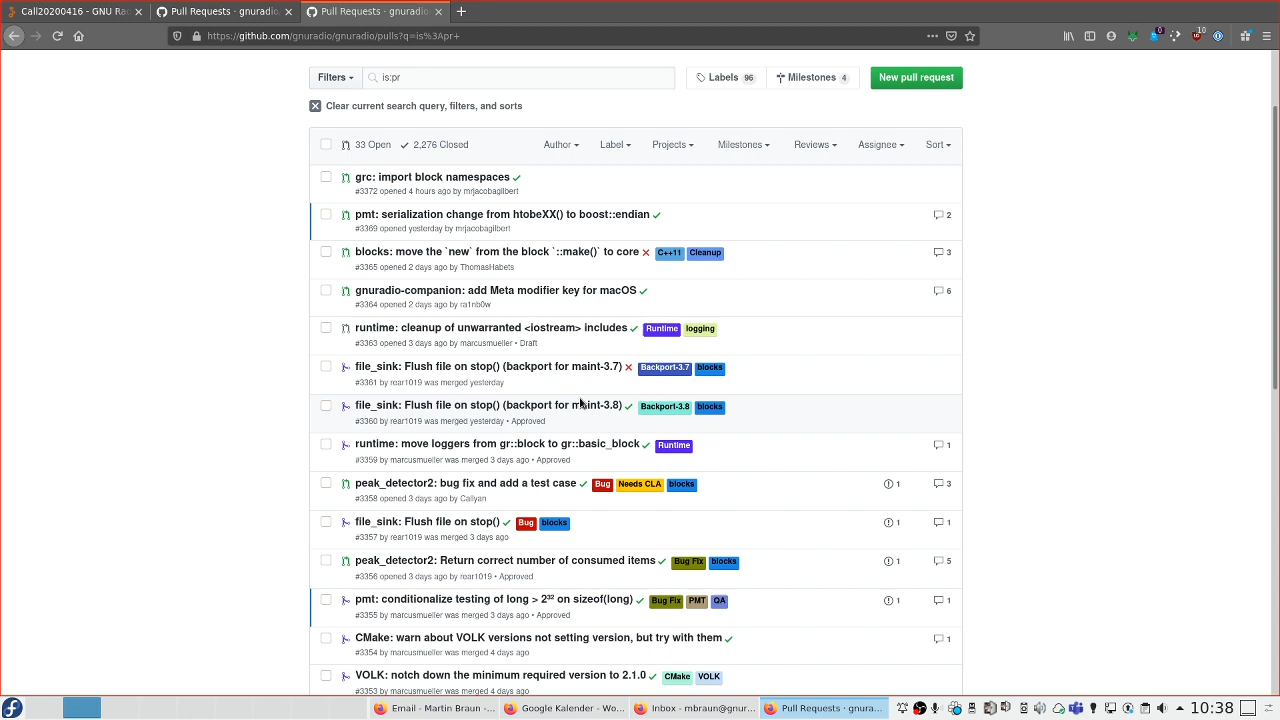 Call20200416 - GNU Ra
Pull Requests · gnuradio.
Pull Requests · gnuradio.
https://github.com/gnuradio/gnuradio/pulls?q=is%3Apr+
Filters
is:pr
Labels 96
Milestones 4
New pull request
Clear current search query, filters, and sorts
33 Open
2,276 Closed
Author
Label
Projects
Milestones
Reviews
Assignee
Sort
grc: import block namespaces
#3372 opened 4 hours ago by mrjacobagilbert
pmt: serialization change from htobeXX() to boost::endian
2
#3369 opened yesterday by mrjacobagilbert
blocks: move the `new` from the block `::make()` to core C++11 Cleanup
3
#3365 opened 2 days ago by ThomasHabets
gnuradio-companion: add Meta modifier key for macOS
6
#3364 opened 2 days ago by ra1nb0w
runtime: cleanup of unwarranted <iostream> includes Runtime logging
#3363 opened 3 days ago by marcusmueller • Draft
file_sink: Flush file on stop() (backport for maint-3.7) Backport-3.7 blocks
#3361 by rear1019 was merged yesterday
file_sink: Flush file on stop() (backport for maint-3.8) Backport-3.8 blocks
#3360 by rear1019 was merged yesterday • Approved
runtime: move loggers from gr::block to gr::basic_block Runtime
1
#3359 by marcusmueller was merged 3 days ago • Approved
peak_detector2: bug fix and add a test case Bug Needs CLA blocks
1 3
#3358 opened 3 days ago by Callyan
file_sink: Flush file on stop() Bug blocks
1 1
#3357 by rear1019 was merged 3 days ago
peak_detector2: Return correct number of consumed items Bug Fix blocks
1 5
#3356 opened 3 days ago by rear1019 • Approved
pmt: conditionalize testing of long > 2³² on sizeof(long) Bug Fix PMT QA
1 1
#3355 by marcusmueller was merged 3 days ago • Approved
CMake: warn about VOLK versions not setting version, but try with them
1
#3354 by marcusmueller was merged 4 days ago
VOLK: notch down the minimum required version to 2.1.0 CMake VOLK
#3353 by marcusmueller was merged 4 days ago
Email - Martin Braun -...
Google Kalender - Wo...
Inbox - mbraun@gnur...
Pull Requests · gnura...
10:38